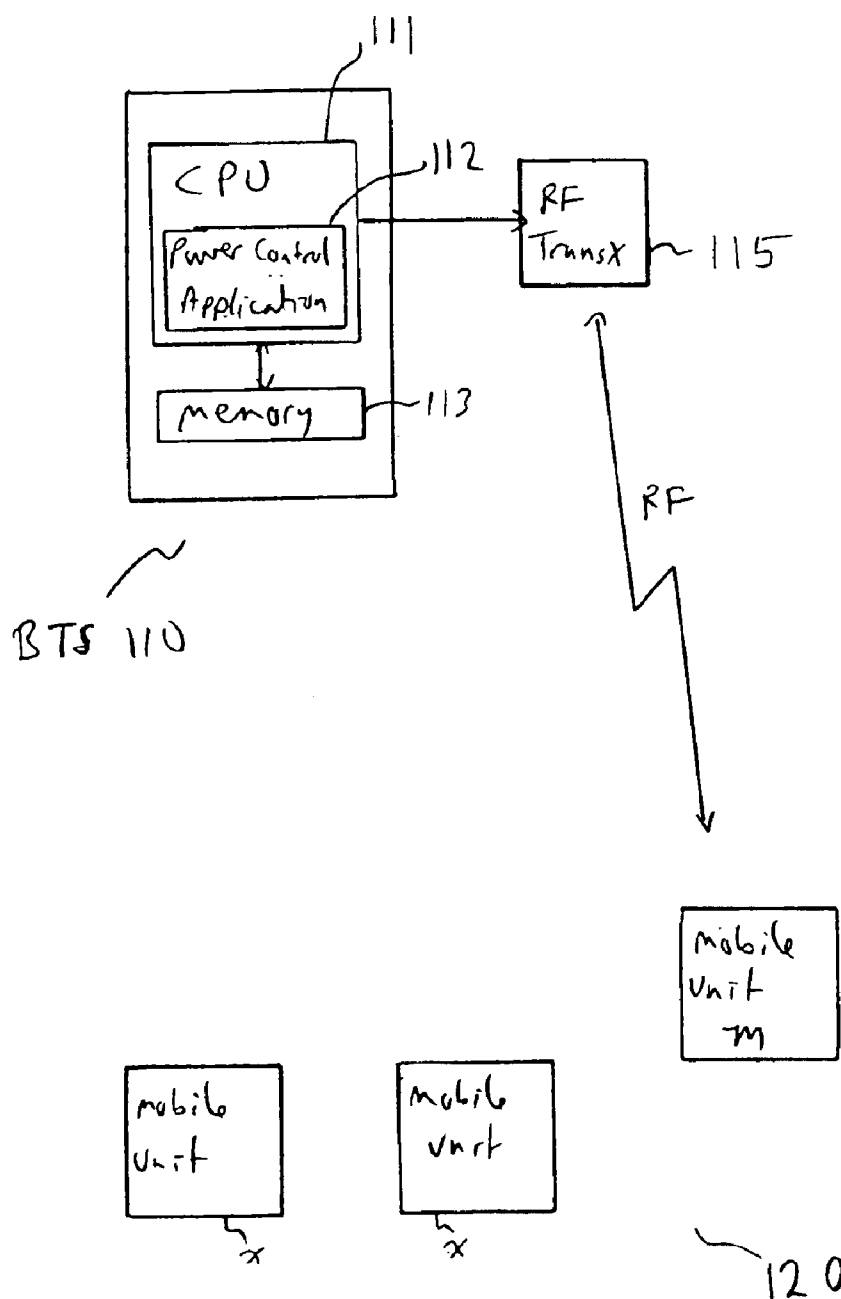 111
CPU
112
Power Control
Application
memory
113
RF
TransX
115
RF
BTS 110
mobile
unit
m
mobile
unit
x
mobile
unit
x
120